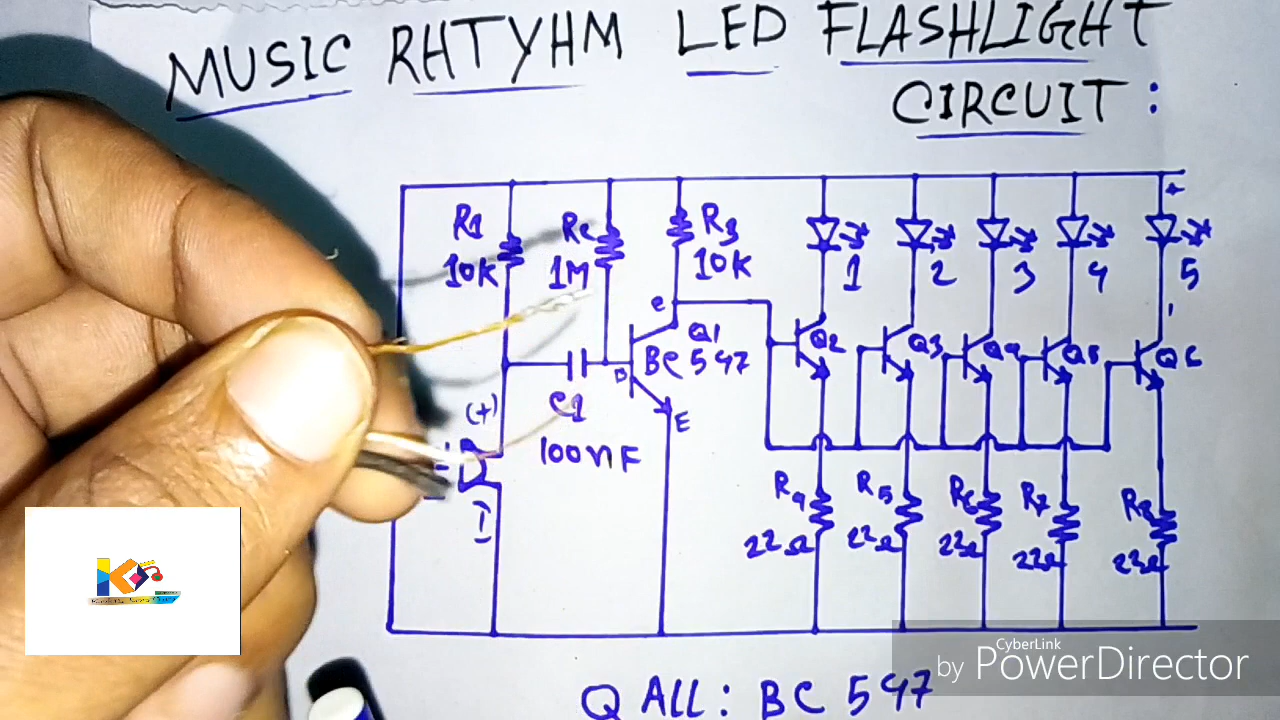 MUSIC RHTYHM LED FLASHLIGHT
CIRCUIT :
+
R1
10K
R2
1M
R3
10K
1
2
3
4
5
C
Q1
BC 547
B
E
Q2
Q3
Q4
Q5
Q6
(+)
C1
100nF
R4
22Ω
R5
22Ω
R6
22Ω
R7
22Ω
R8
22Ω
Q ALL : BC 547
CyberLink
by PowerDirector